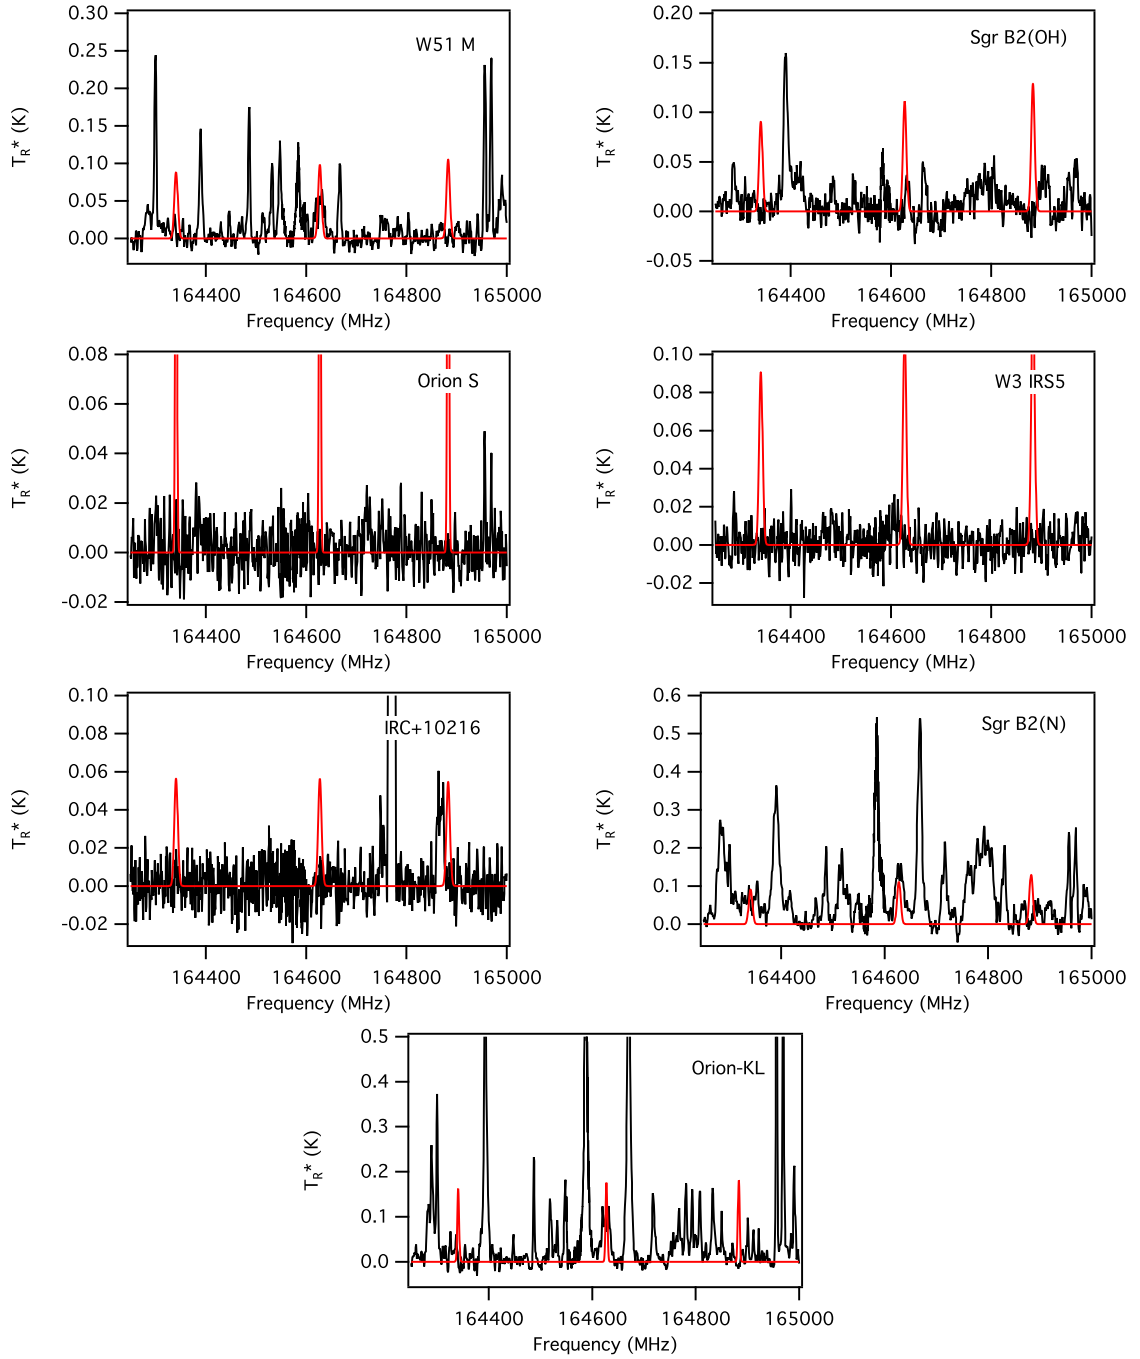 W51 M
0.30
0.25
0.20
0.15
0.10
0.05
0.00
T_R* (K)
164400 164600 164800 165000
Frequency (MHz)
Sgr B2(OH)
0.20
0.15
0.10
0.05
0.00
-0.05
T_R* (K)
164400 164600 164800 165000
Frequency (MHz)
Orion S
0.08
0.06
0.04
0.02
0.00
-0.02
T_R* (K)
164400 164600 164800 165000
Frequency (MHz)
W3 IRS5
0.10
0.08
0.06
0.04
0.02
0.00
-0.02
T_R* (K)
164400 164600 164800 165000
Frequency (MHz)
IRC+10216
0.10
0.08
0.06
0.04
0.02
0.00
-0.02
T_R* (K)
164400 164600 164800 165000
Frequency (MHz)
Sgr B2(N)
0.6
0.5
0.4
0.3
0.2
0.1
0.0
T_R* (K)
164400 164600 164800 165000
Frequency (MHz)
Orion-KL
0.5
0.4
0.3
0.2
0.1
0.0
T_R* (K)
164400 164600 164800 165000
Frequency (MHz)